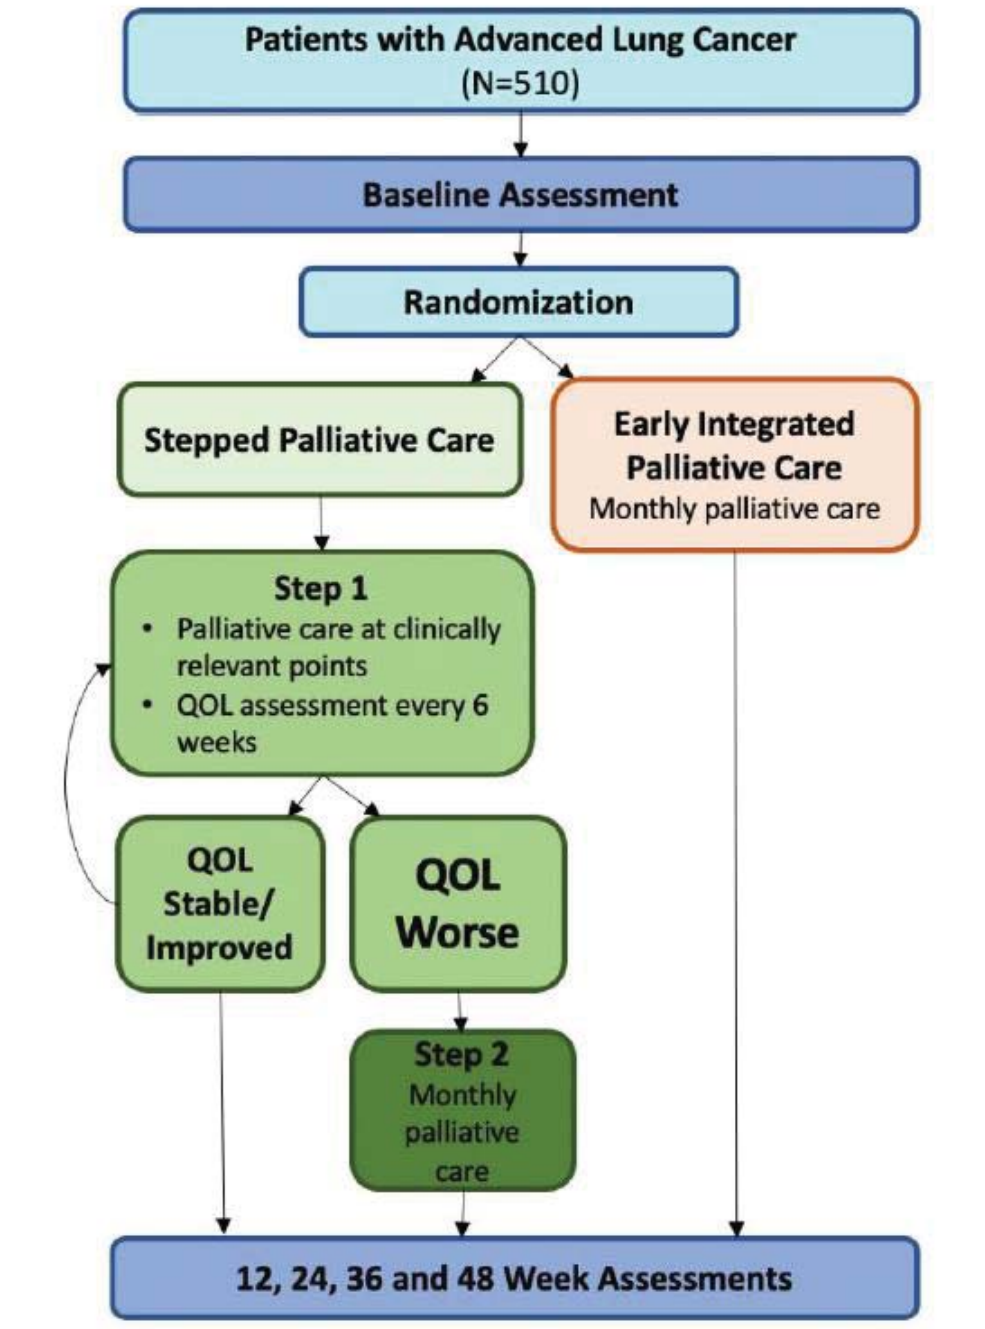 Patients with Advanced Lung Cancer
(N=510)
Baseline Assessment
Randomization
Stepped Palliative Care
Early Integrated
Palliative Care
Monthly palliative care
Step 1
• Palliative care at clinically
relevant points
• QOL assessment every 6
weeks
QOL
Stable/
Improved
QOL
Worse
Step 2
Monthly
palliative
care
12, 24, 36 and 48 Week Assessments